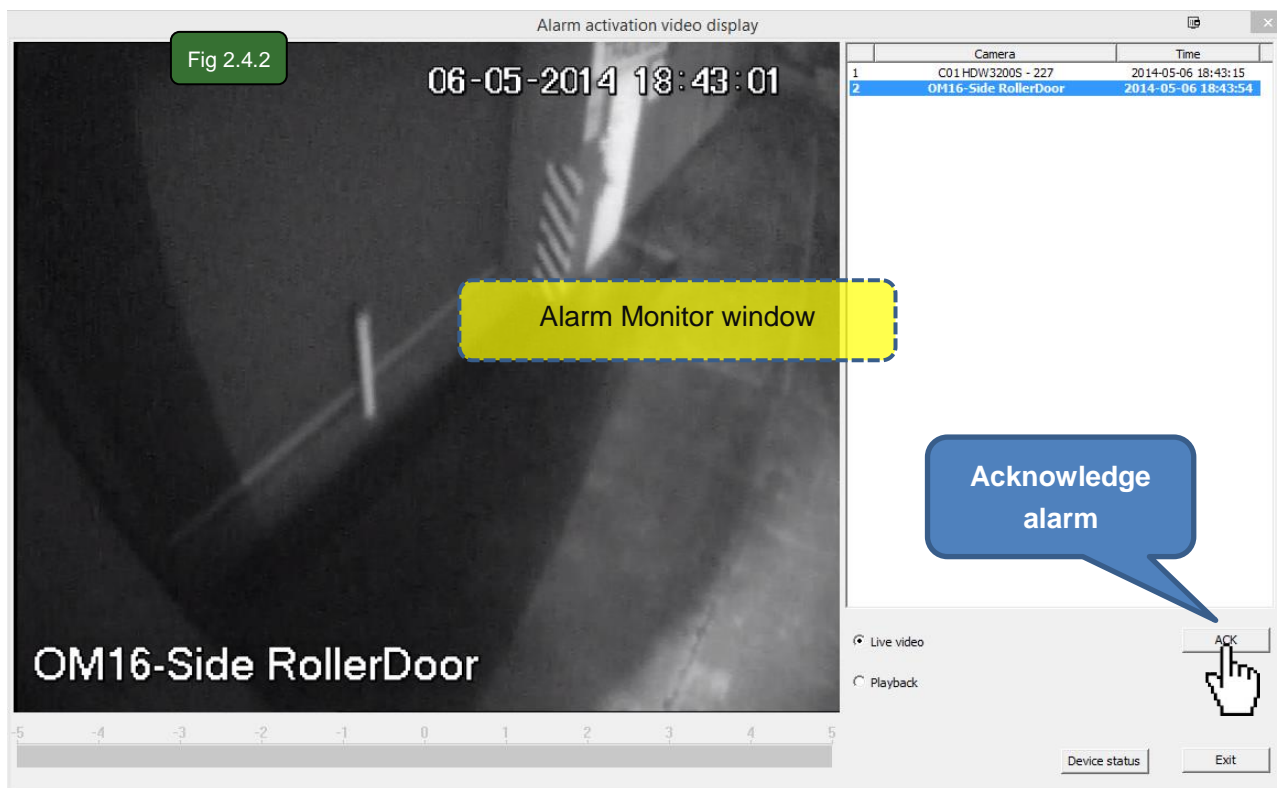 Alarm activation video display
Fig 2.4.2
06-05-2014 18:43:01
Camera Time
1 C01 HDW3200S - 227 2014-05-06 18:43:15
2 OM16-Side RollerDoor 2014-05-06 18:43:54
Alarm Monitor window
Acknowledge
alarm
Live video
ACK
Playback
OM16-Side RollerDoor
-5 -4 -3 -2 -1 0 1 2 3 4 5
Device status
Exit